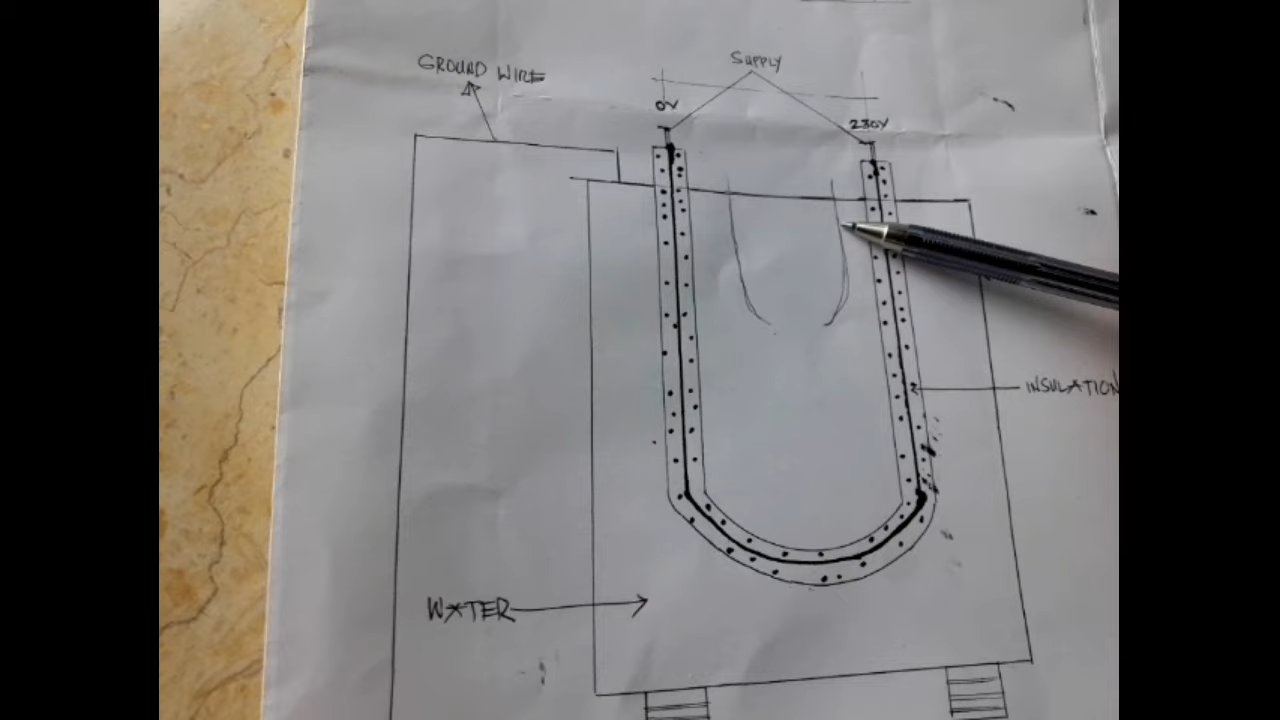 GROUND WIRE
SUPPLY
0V
230V
INSULATION
WATER